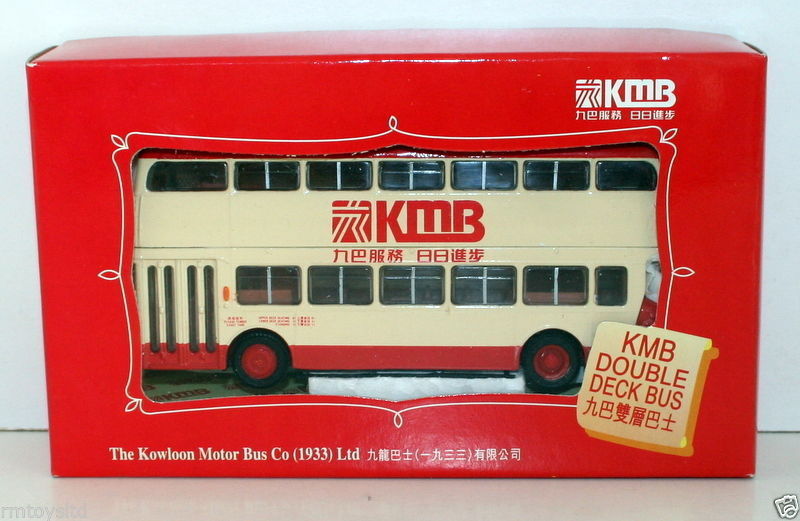 KMB
九巴服務 日日進步
KMB
九巴服務 日日進步
KMB
DOUBLE
DECK BUS
九巴雙層巴士
KMB
The Kowloon Motor Bus Co (1933) Ltd 九龍巴士(一九三三)有限公司
rmtoysltd